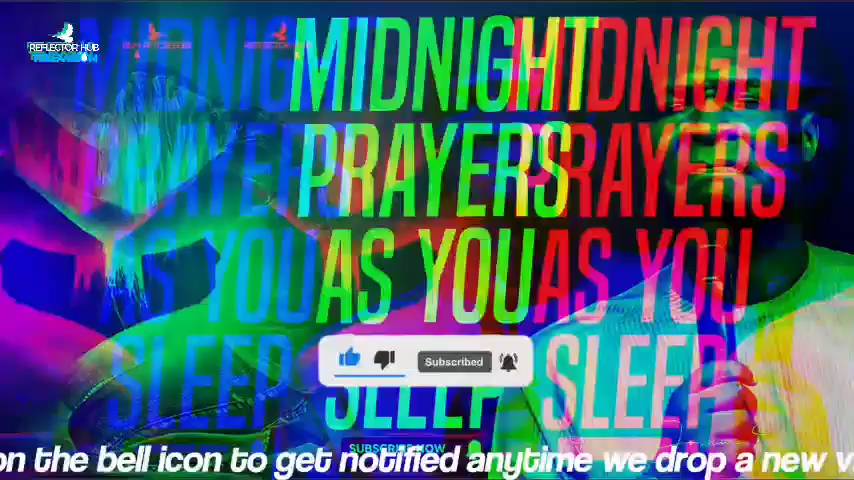 REFLECTOR HUB
MIDNIGHT
PRAYERS
AS YOU
SLEEP
Subscribed
SUBSCRIBE NOW
on the bell icon to get notified anytime we drop a new v